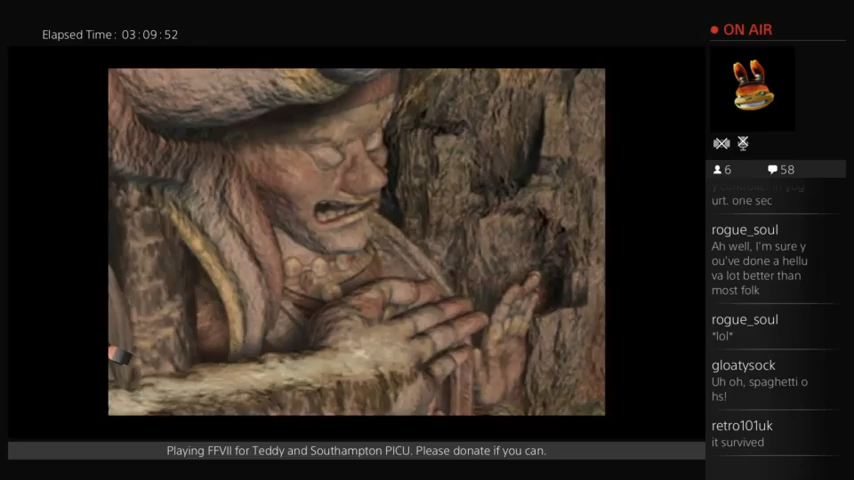 Elapsed Time: 03:09:52
ON AIR
6
58
urt. one sec
rogue_soul
Ah well, I'm sure y
ou've done a hellu
va lot better than
most folk
rogue_soul
*lol*
gloatysock
Uh oh, spaghetti o
hs!
retro101uk
it survived
Playing FFVII for Teddy and Southampton PICU. Please donate if you can.